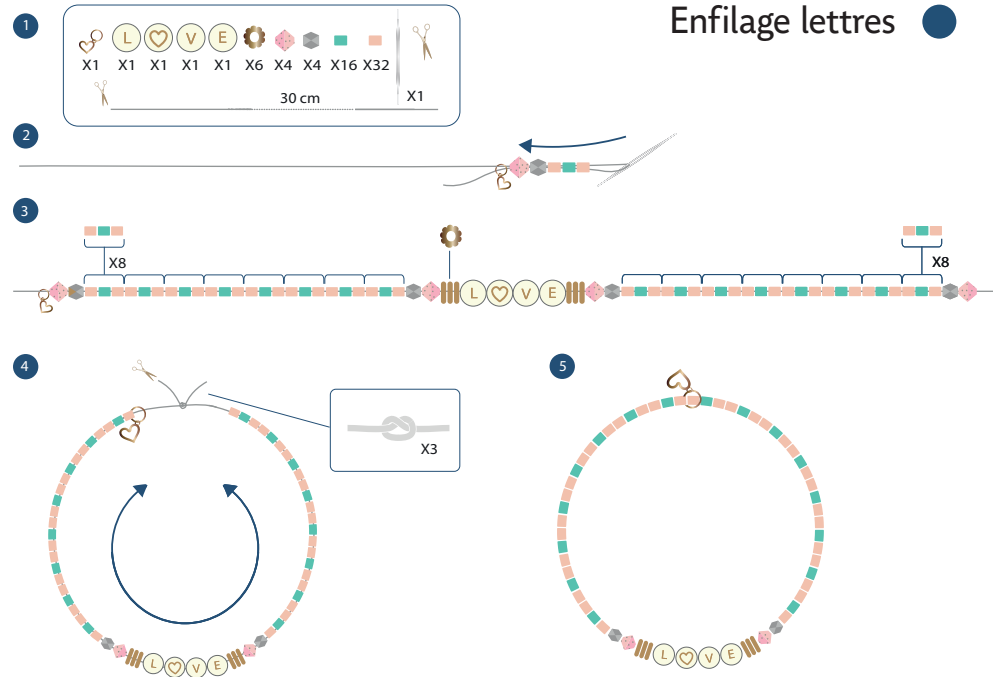 Enfilage lettres
1
L V E
X1 X1 X1 X1 X1 X6 X4 X4 X16 X32
30 cm
X1
2
3
X8
X8
L V E
4
X3
L V E
5
L V E